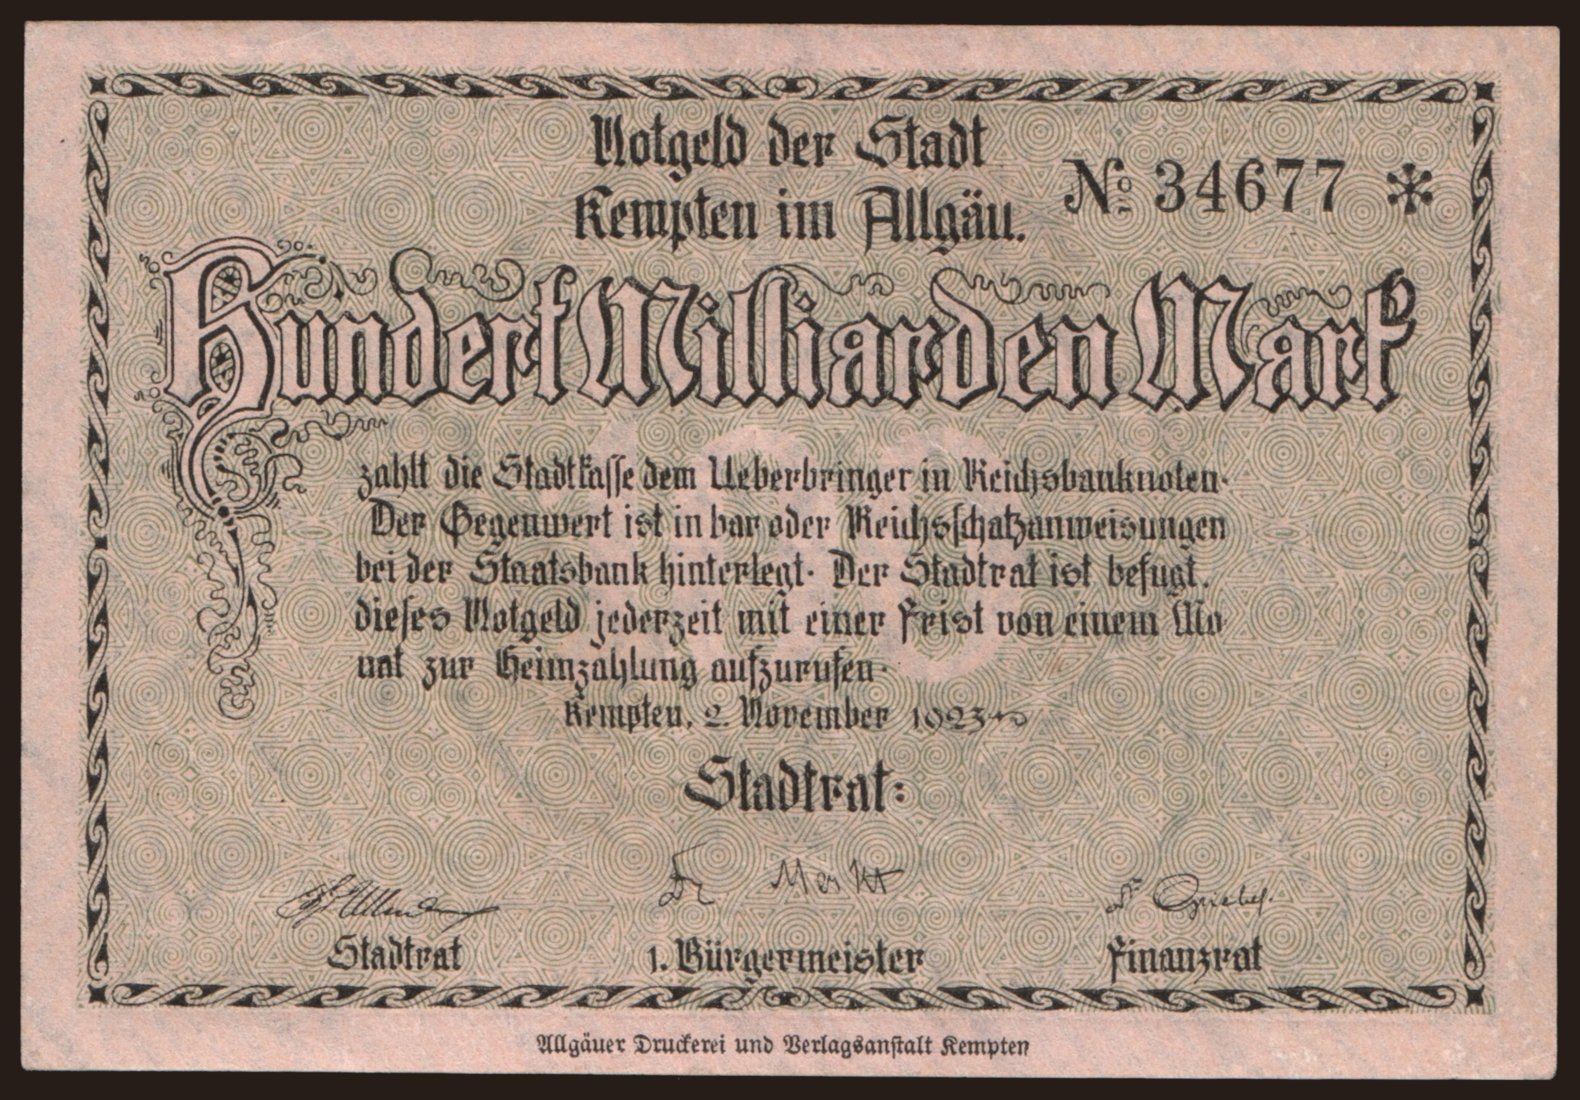 Notgeld der Stadt
Kempten im Allgäu.
No. 34677 *
Hundert Milliarden Mark
100
zahlt die Stadtkasse dem Ueberbringer in Reichsbanknoten.
Der Gegenwert ist in bar oder Reichsschatzanweisungen
bei der Staatsbank hinterlegt. Der Stadtrat ist befugt,
dieses Notgeld jederzeit mit einer Frist von einem Mo
nat zur Heimzahlung aufzurufen.
Kempten, 2. November 1923
Stadtrat:
Dr Merkt
Stadtrat
1. Bürgermeister
Finanzrat
Allgäuer Druckerei und Verlagsanstalt Kempten